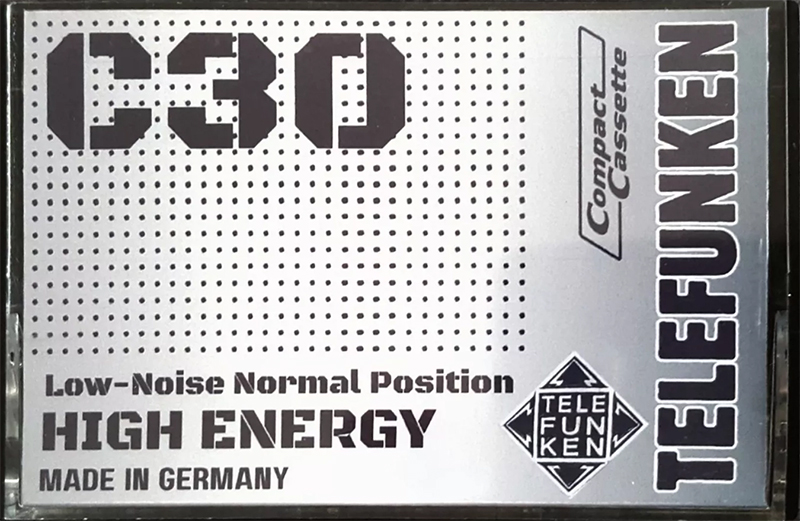 C30
Compact
Cassette
TELEFUNKEN
Low-Noise Normal Position
HIGH ENERGY
MADE IN GERMANY
TELE
FUN
KEN